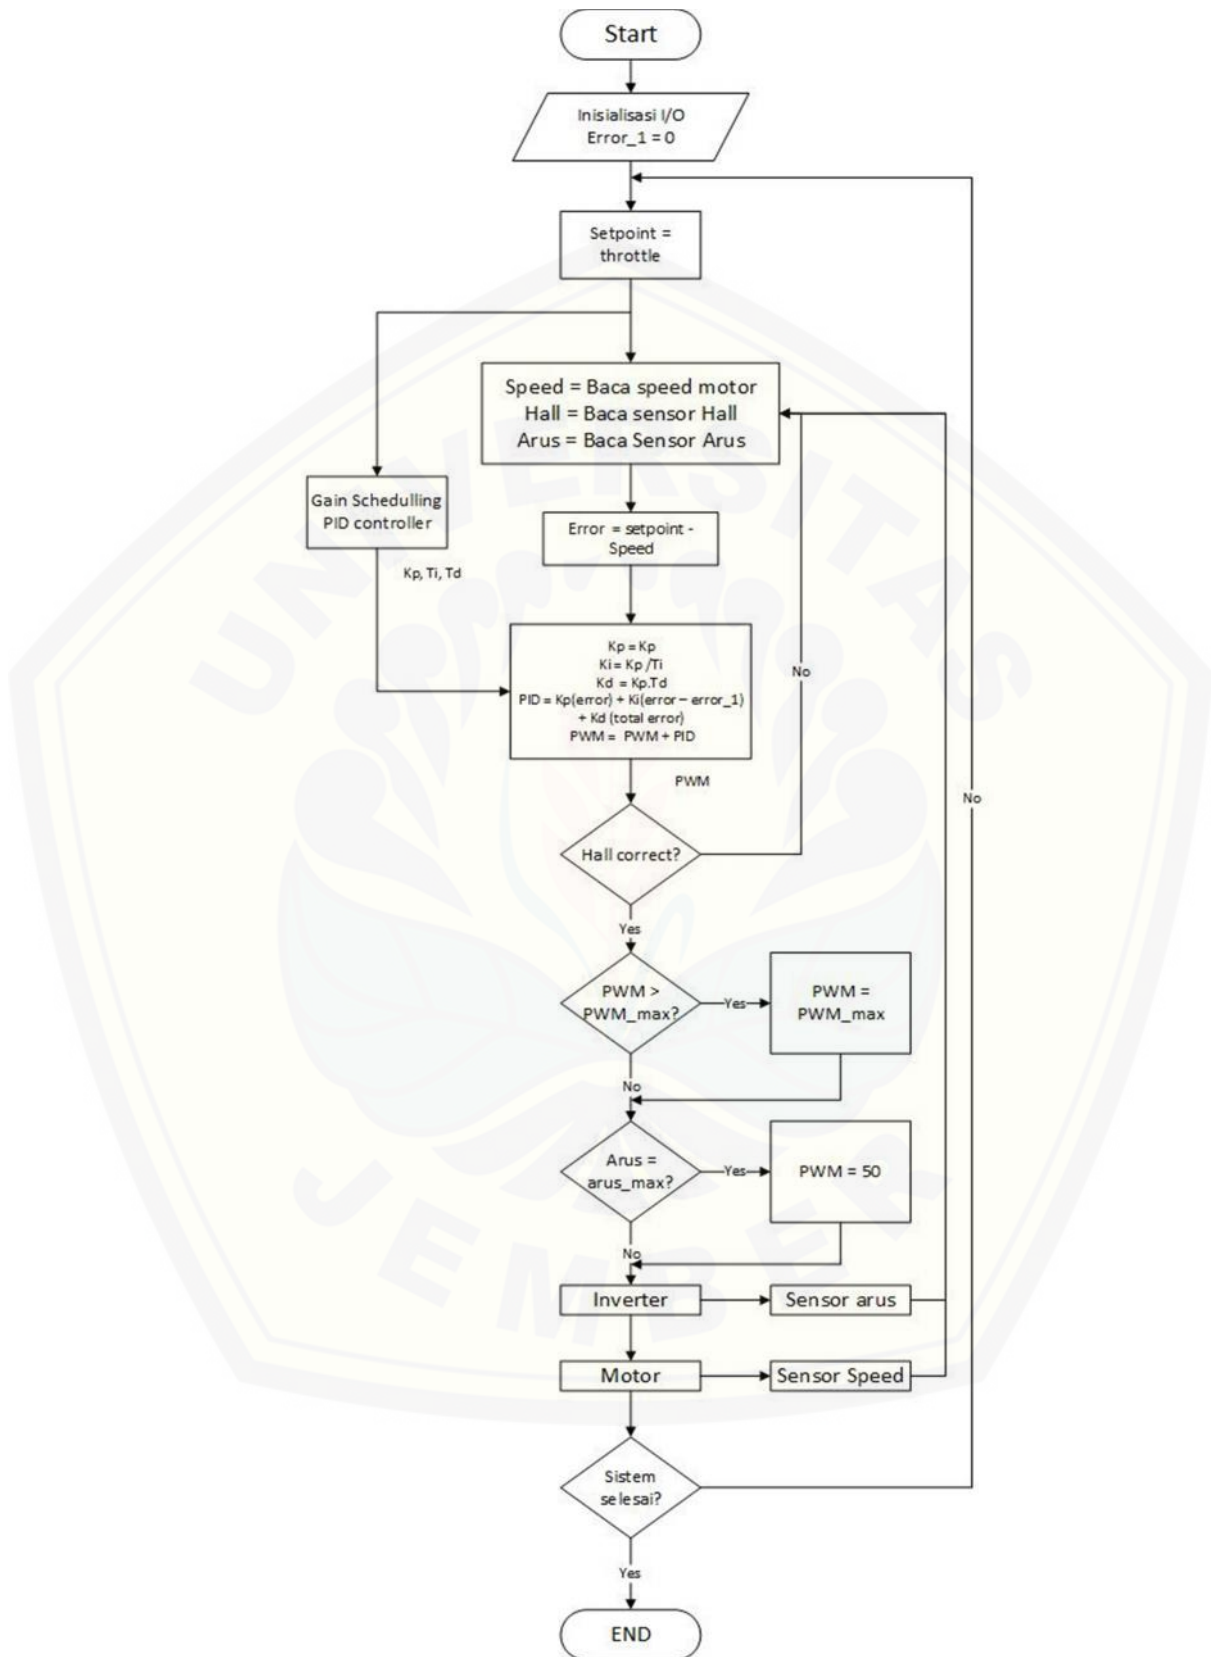 Start
Inisialisasi I/O
Error_1 = 0
Setpoint =
throttle
Speed = Baca speed motor
Hall = Baca sensor Hall
Arus = Baca Sensor Arus
Gain Schedulling
PID controller
Kp, Ti, Td
Error = setpoint -
Speed
Kp = Kp
Ki = Kp/Ti
Kd = Kp.Td
PID = Kp(error) + Ki(error – error_1)
+ Kd (total error)
PWM = PWM + PID
No
PWM
No
Hall correct?
Yes
PWM >
PWM_max?
Yes
PWM =
PWM_max
No
Arus =
arus_max?
Yes
PWM = 50
No
Inverter
Sensor arus
Motor
Sensor Speed
Sistem
selesai?
Yes
END
UNIVERSITAS
JEMBER